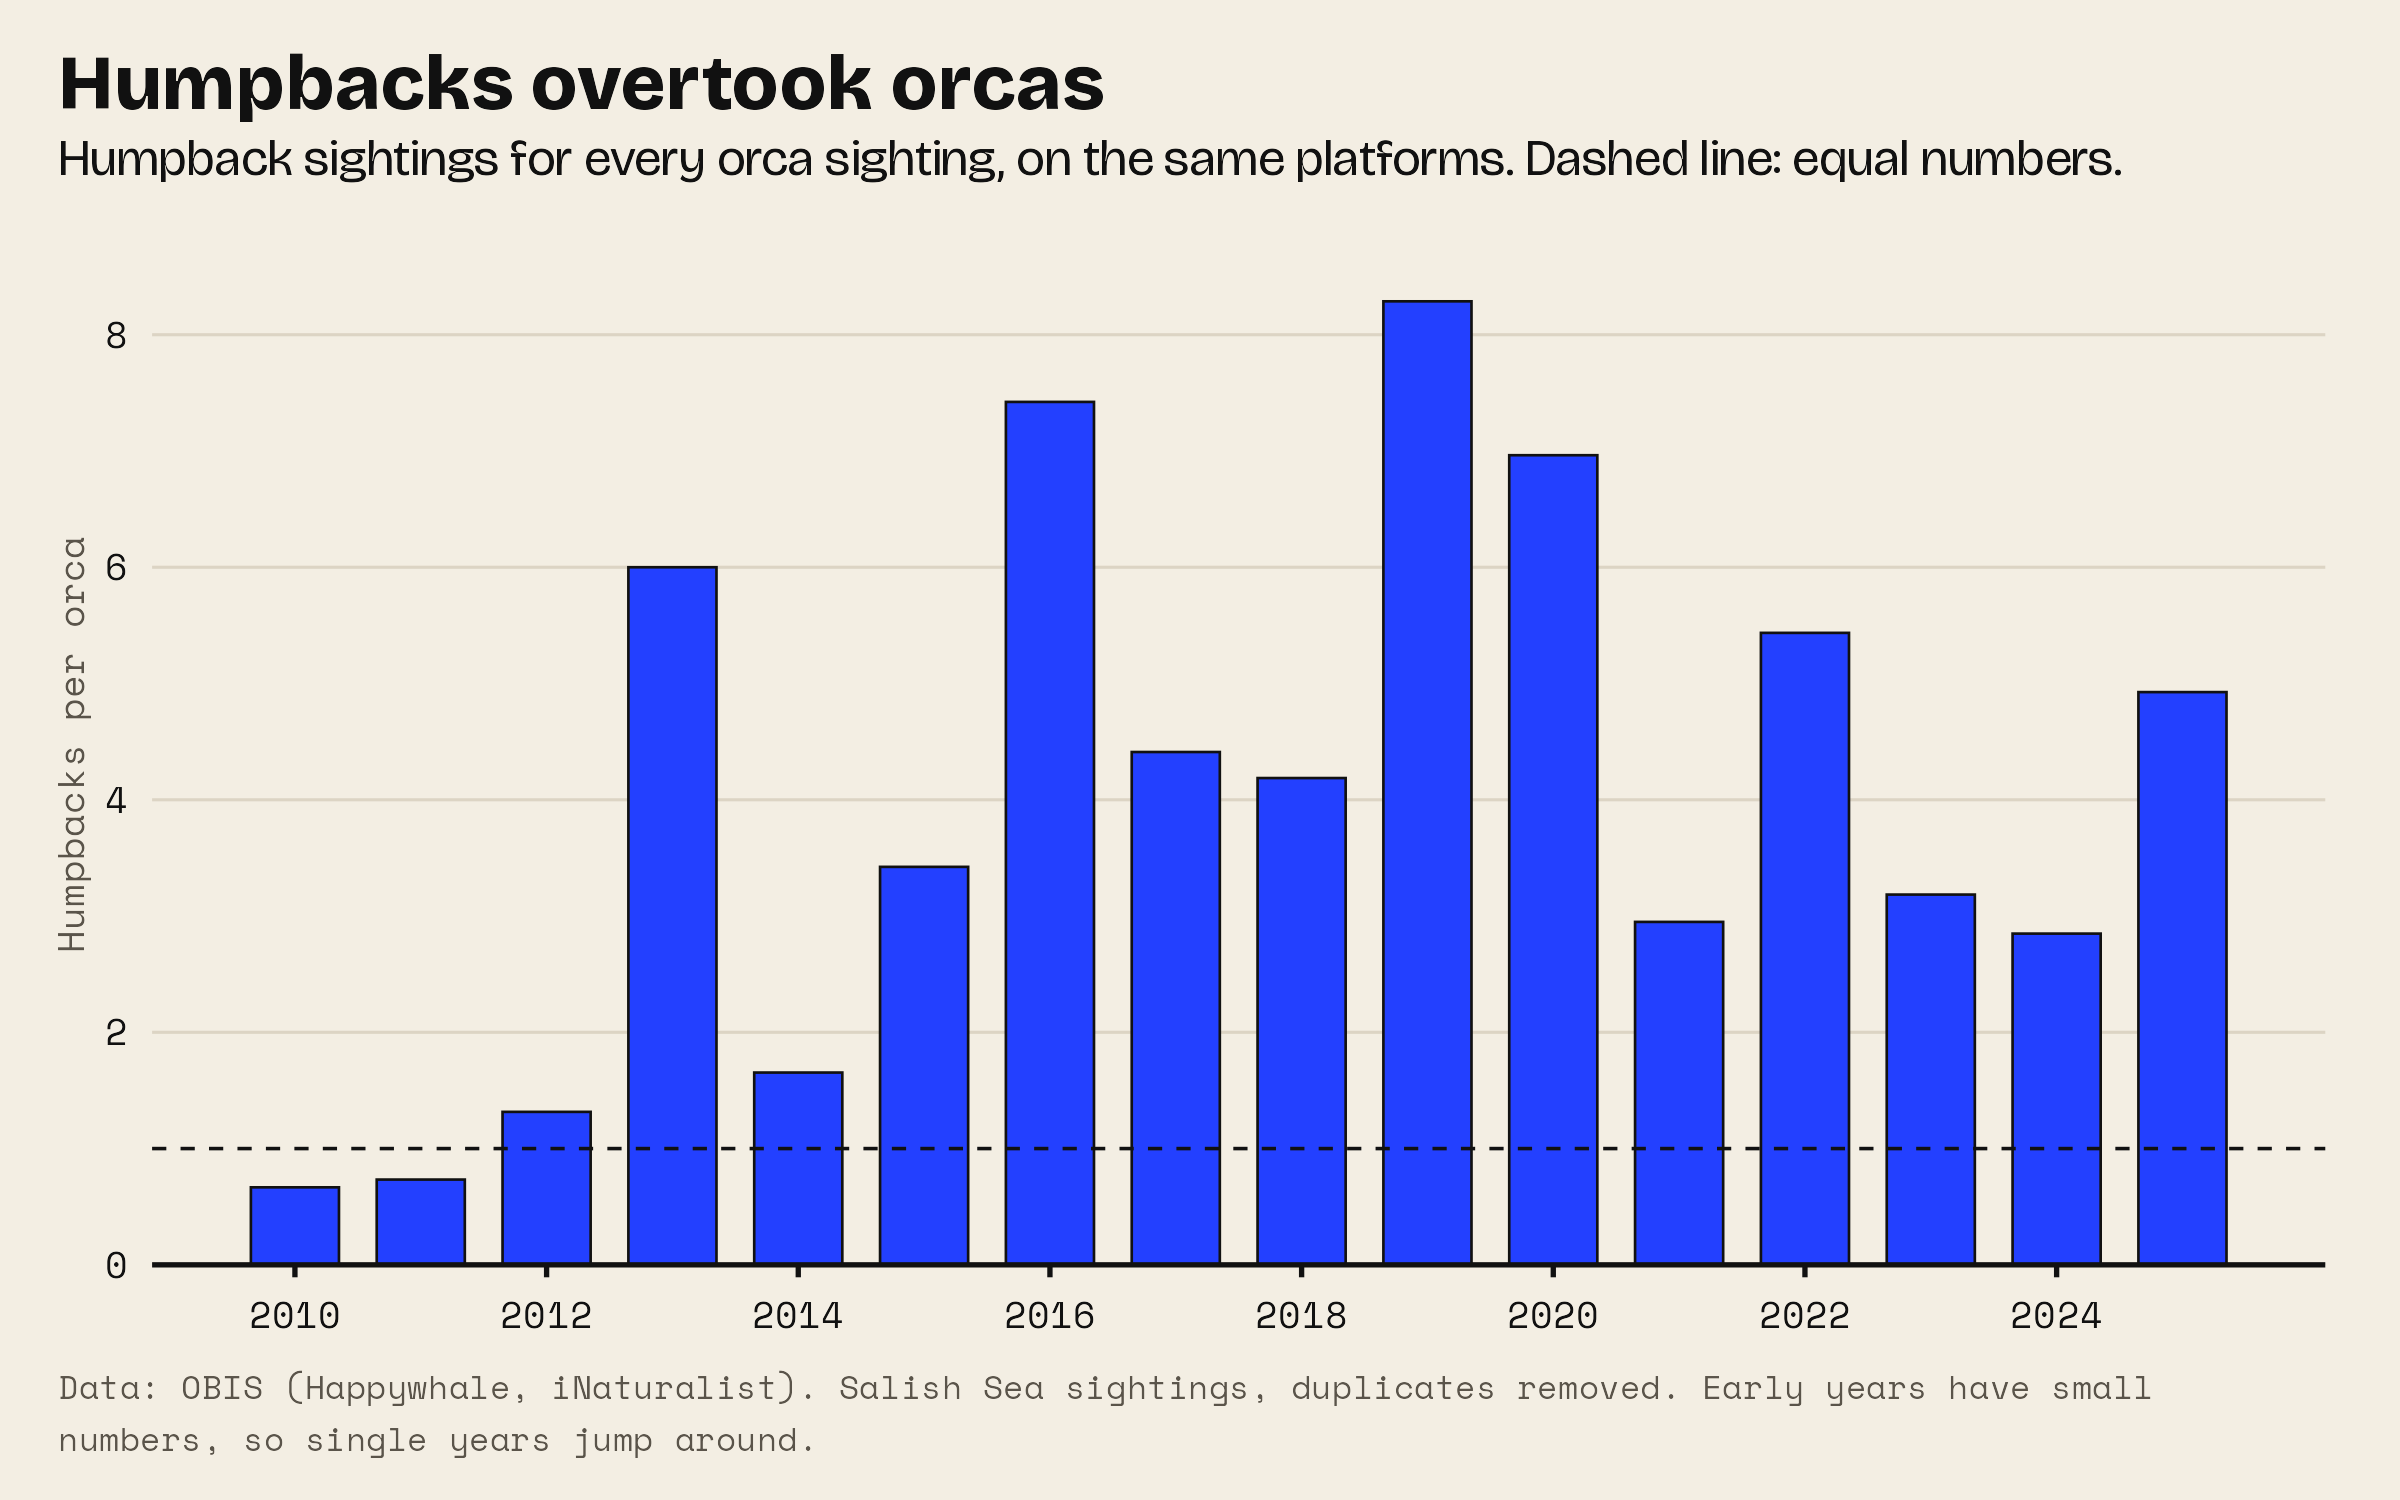 Humpbacks overtook orcas
Humpback sightings for every orca sighting, on the same platforms. Dashed line: equal numbers.
Humpbacks per orca
8
6
4
2
0
2010 2012 2014 2016 2018 2020 2022 2024
Data: OBIS (Happywhale, iNaturalist). Salish Sea sightings, duplicates removed. Early years have small
numbers, so single years jump around.